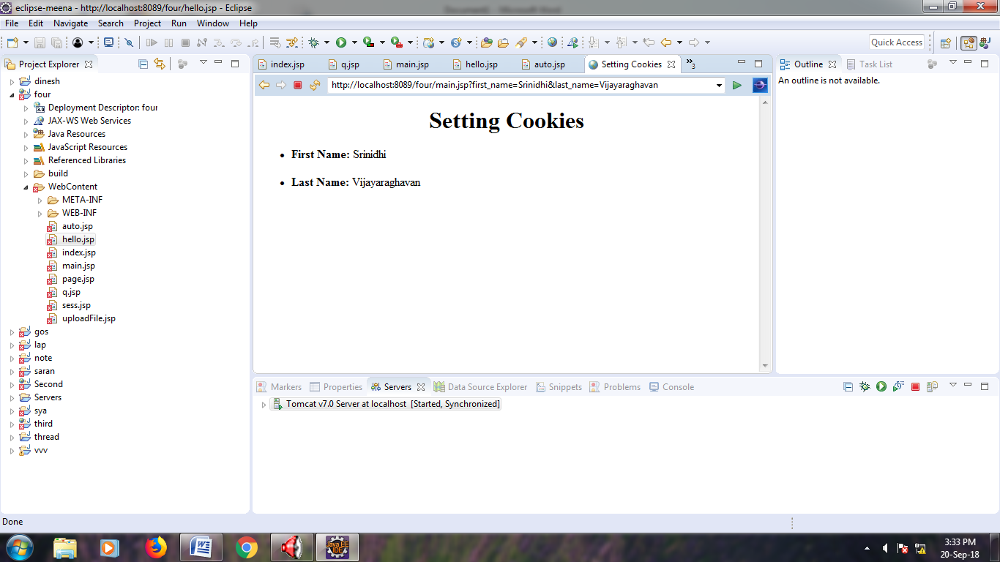 eclipse-meena - http://localhost:8089/four/hello.jsp - Eclipse
File Edit Navigate Search Project Run Window Help
Quick Access
Project Explorer
dinesh
four
3.0 Deployment Descriptor: four
JAX-WS Web Services
Java Resources
JavaScript Resources
Referenced Libraries
build
WebContent
META-INF
WEB-INF
auto.jsp
hello.jsp
index.jsp
main.jsp
page.jsp
q.jsp
sess.jsp
uploadFile.jsp
gos
lap
note
saran
Second
Servers
sya
third
thread
vvv
index.jsp q.jsp main.jsp hello.jsp auto.jsp Setting Cookies »3
http://localhost:8089/four/main.jsp?first_name=Srinidhi&last_name=Vijayaraghavan
Setting Cookies
• First Name: Srinidhi
• Last Name: Vijayaraghavan
Outline Task List
An outline is not available.
Markers Properties Servers Data Source Explorer Snippets Problems Console
Tomcat v7.0 Server at localhost [Started, Synchronized]
Done
W
Java EE
IDE
3:33 PM
20-Sep-18